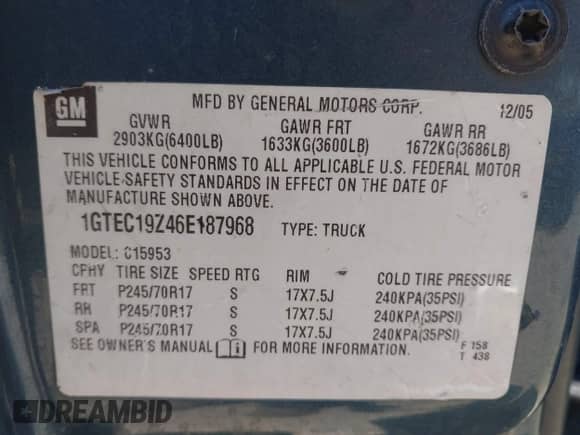 GM
MFD BY GENERAL MOTORS CORP. 12/05
GVWR GAWR FRT GAWR RR
2903KG(6400LB) 1633KG(3600LB) 1672KG(3686LB)
THIS VEHICLE CONFORMS TO ALL APPLICABLE U.S. FEDERAL MOTOR
VEHICLE SAFETY STANDARDS IN EFFECT ON THE DATE OF
MANUFACTURE SHOWN ABOVE.
1GTEC19Z46E187968 TYPE: TRUCK
MODEL: C15953
TIRE SIZE SPEED RTG RIM COLD TIRE PRESSURE
FRT P245/70R17 S 17X7.5J 240KPA(35PSI)
RR P245/70R17 S 17X7.5J 240KPA(35PSI)
SPA P245/70R17 S 17X7.5J 240KPA(35PSI)
SEE OWNER'S MANUAL FOR MORE INFORMATION.
F 158
T 438
DREAMBID